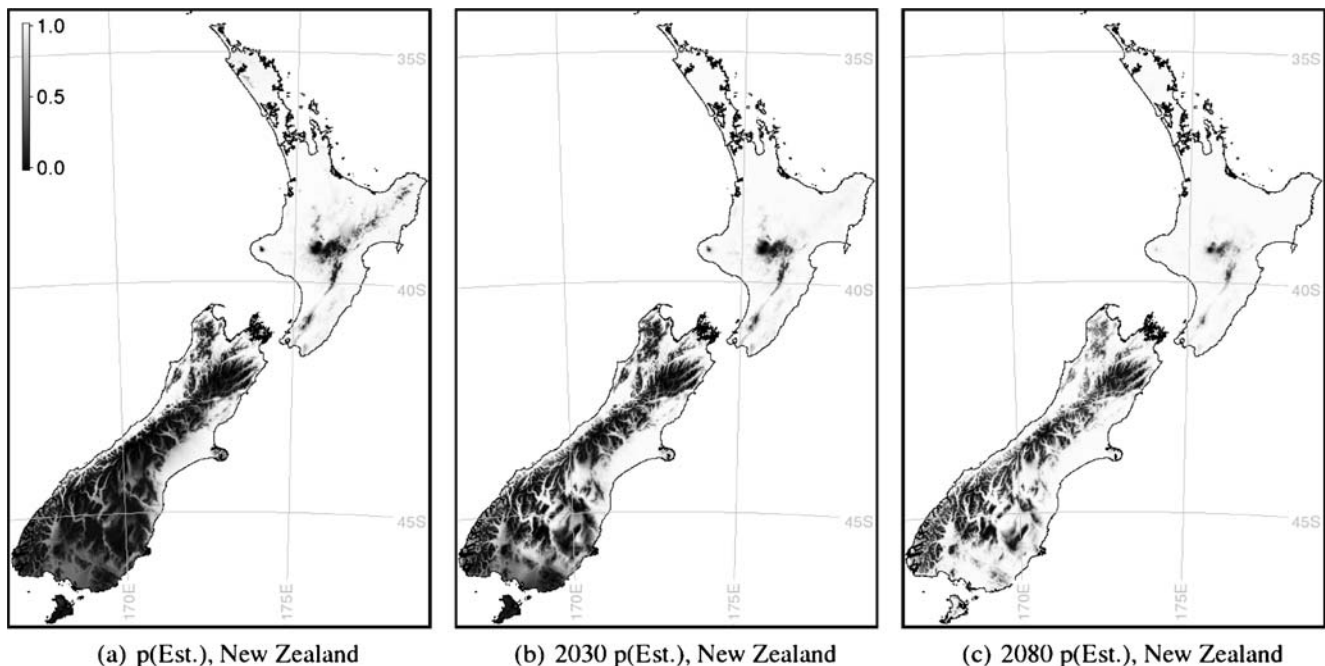 1.0
0.5
0.0
35S
40S
45S
170E
175E
35S
40S
45S
170E
175E
35S
40S
45S
170E
175E
(a) p(Est.), New Zealand
(b) 2030 p(Est.), New Zealand
(c) 2080 p(Est.), New Zealand